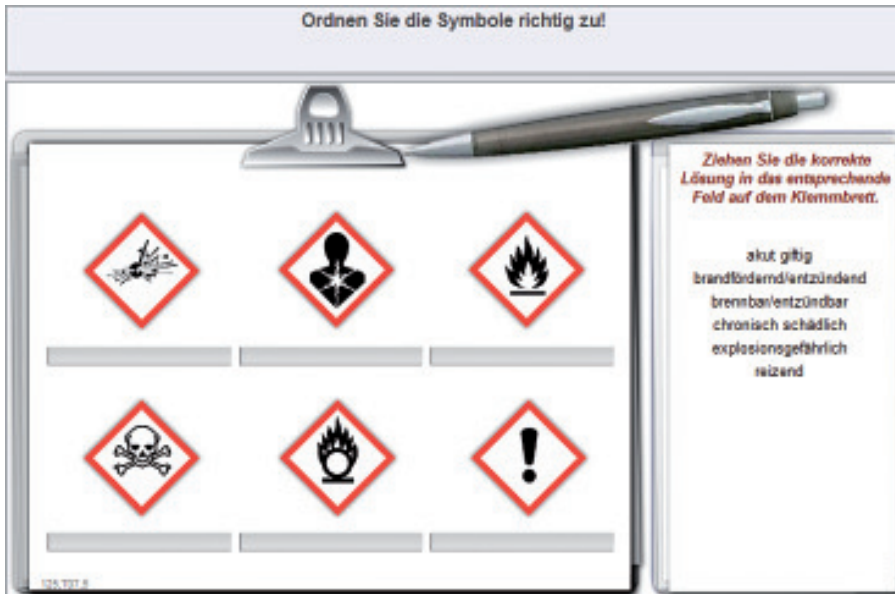 Ordnen Sie die Symbole richtig zu!
Ziehen Sie die korrekte
Lösung in das entsprechende
Feld auf dem Klemmbrett.
akut giftig
brandfördernd/entzündend
brennbar/entzündbar
chronisch schädlich
explosionsgefährlich
reizend